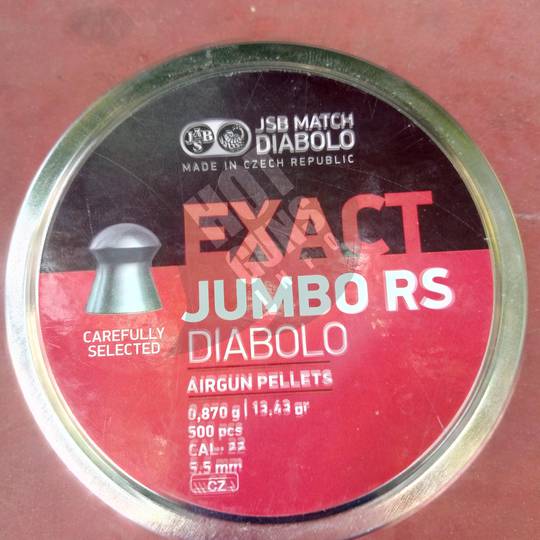 JSB
JSB MATCH
DIABOLO
MADE IN CZECH REPUBLIC
EXACT
JUMBO RS
DIABOLO
CAREFULLY
SELECTED
AIRGUN PELLETS
0,870 g | 13,43 gr
500 pcs
CAL. 22
5.5 mm
CZ